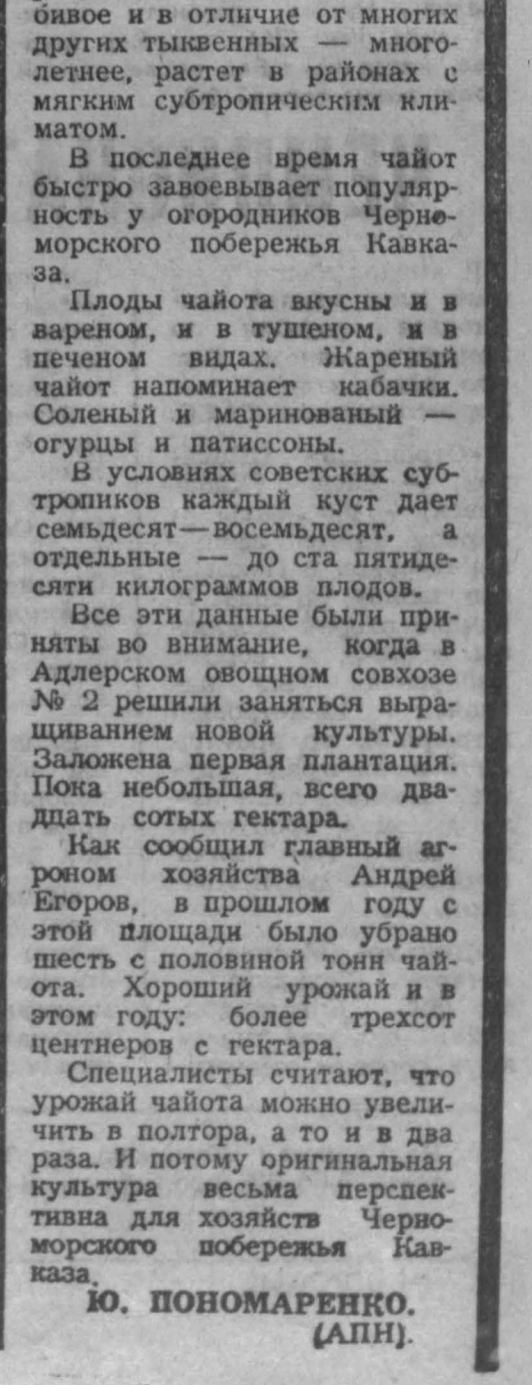 бивое и в отличие от многих
других тыквенных — много-
летнее, растет в районах с
мягким субтропическим кли-
матом.
В последнее время чайот
быстро завоевывает популяр-
ность у огородников Черно-
морского побережья Кавка-
за.
Плоды чайота вкусны и в
вареном, и в тушеном, и в
печеном видах. Жареный
чайот напоминает кабачки.
Соленый и маринованый —
огурцы и патиссоны.
В условиях советских суб-
тропиков каждый куст дает
семьдесят—восемьдесят, а
отдельные — до ста пятиде-
сяти килограммов плодов.
Все эти данные были при-
няты во внимание, когда в
Адлерском овощном совхозе
№ 2 решили заняться выра-
щиванием новой культуры.
Заложена первая плантация.
Пока небольшая, всего два-
дцать сотых гектара.
Как сообщил главный аг-
роном хозяйства Андрей
Егоров, в прошлом году с
этой площади было убрано
шесть с половиной тонн чай-
ота. Хороший урожай и в
этом году: более трехсот
центнеров с гектара.
Специалисты считают, что
урожай чайота можно увели-
чить в полтора, а то и в два
раза. И потому оригинальная
культура весьма перспек-
тивна для хозяйств Черно-
морского побережья Кав-
каза.
Ю. ПОНОМАРЕНКО.
(АПН).